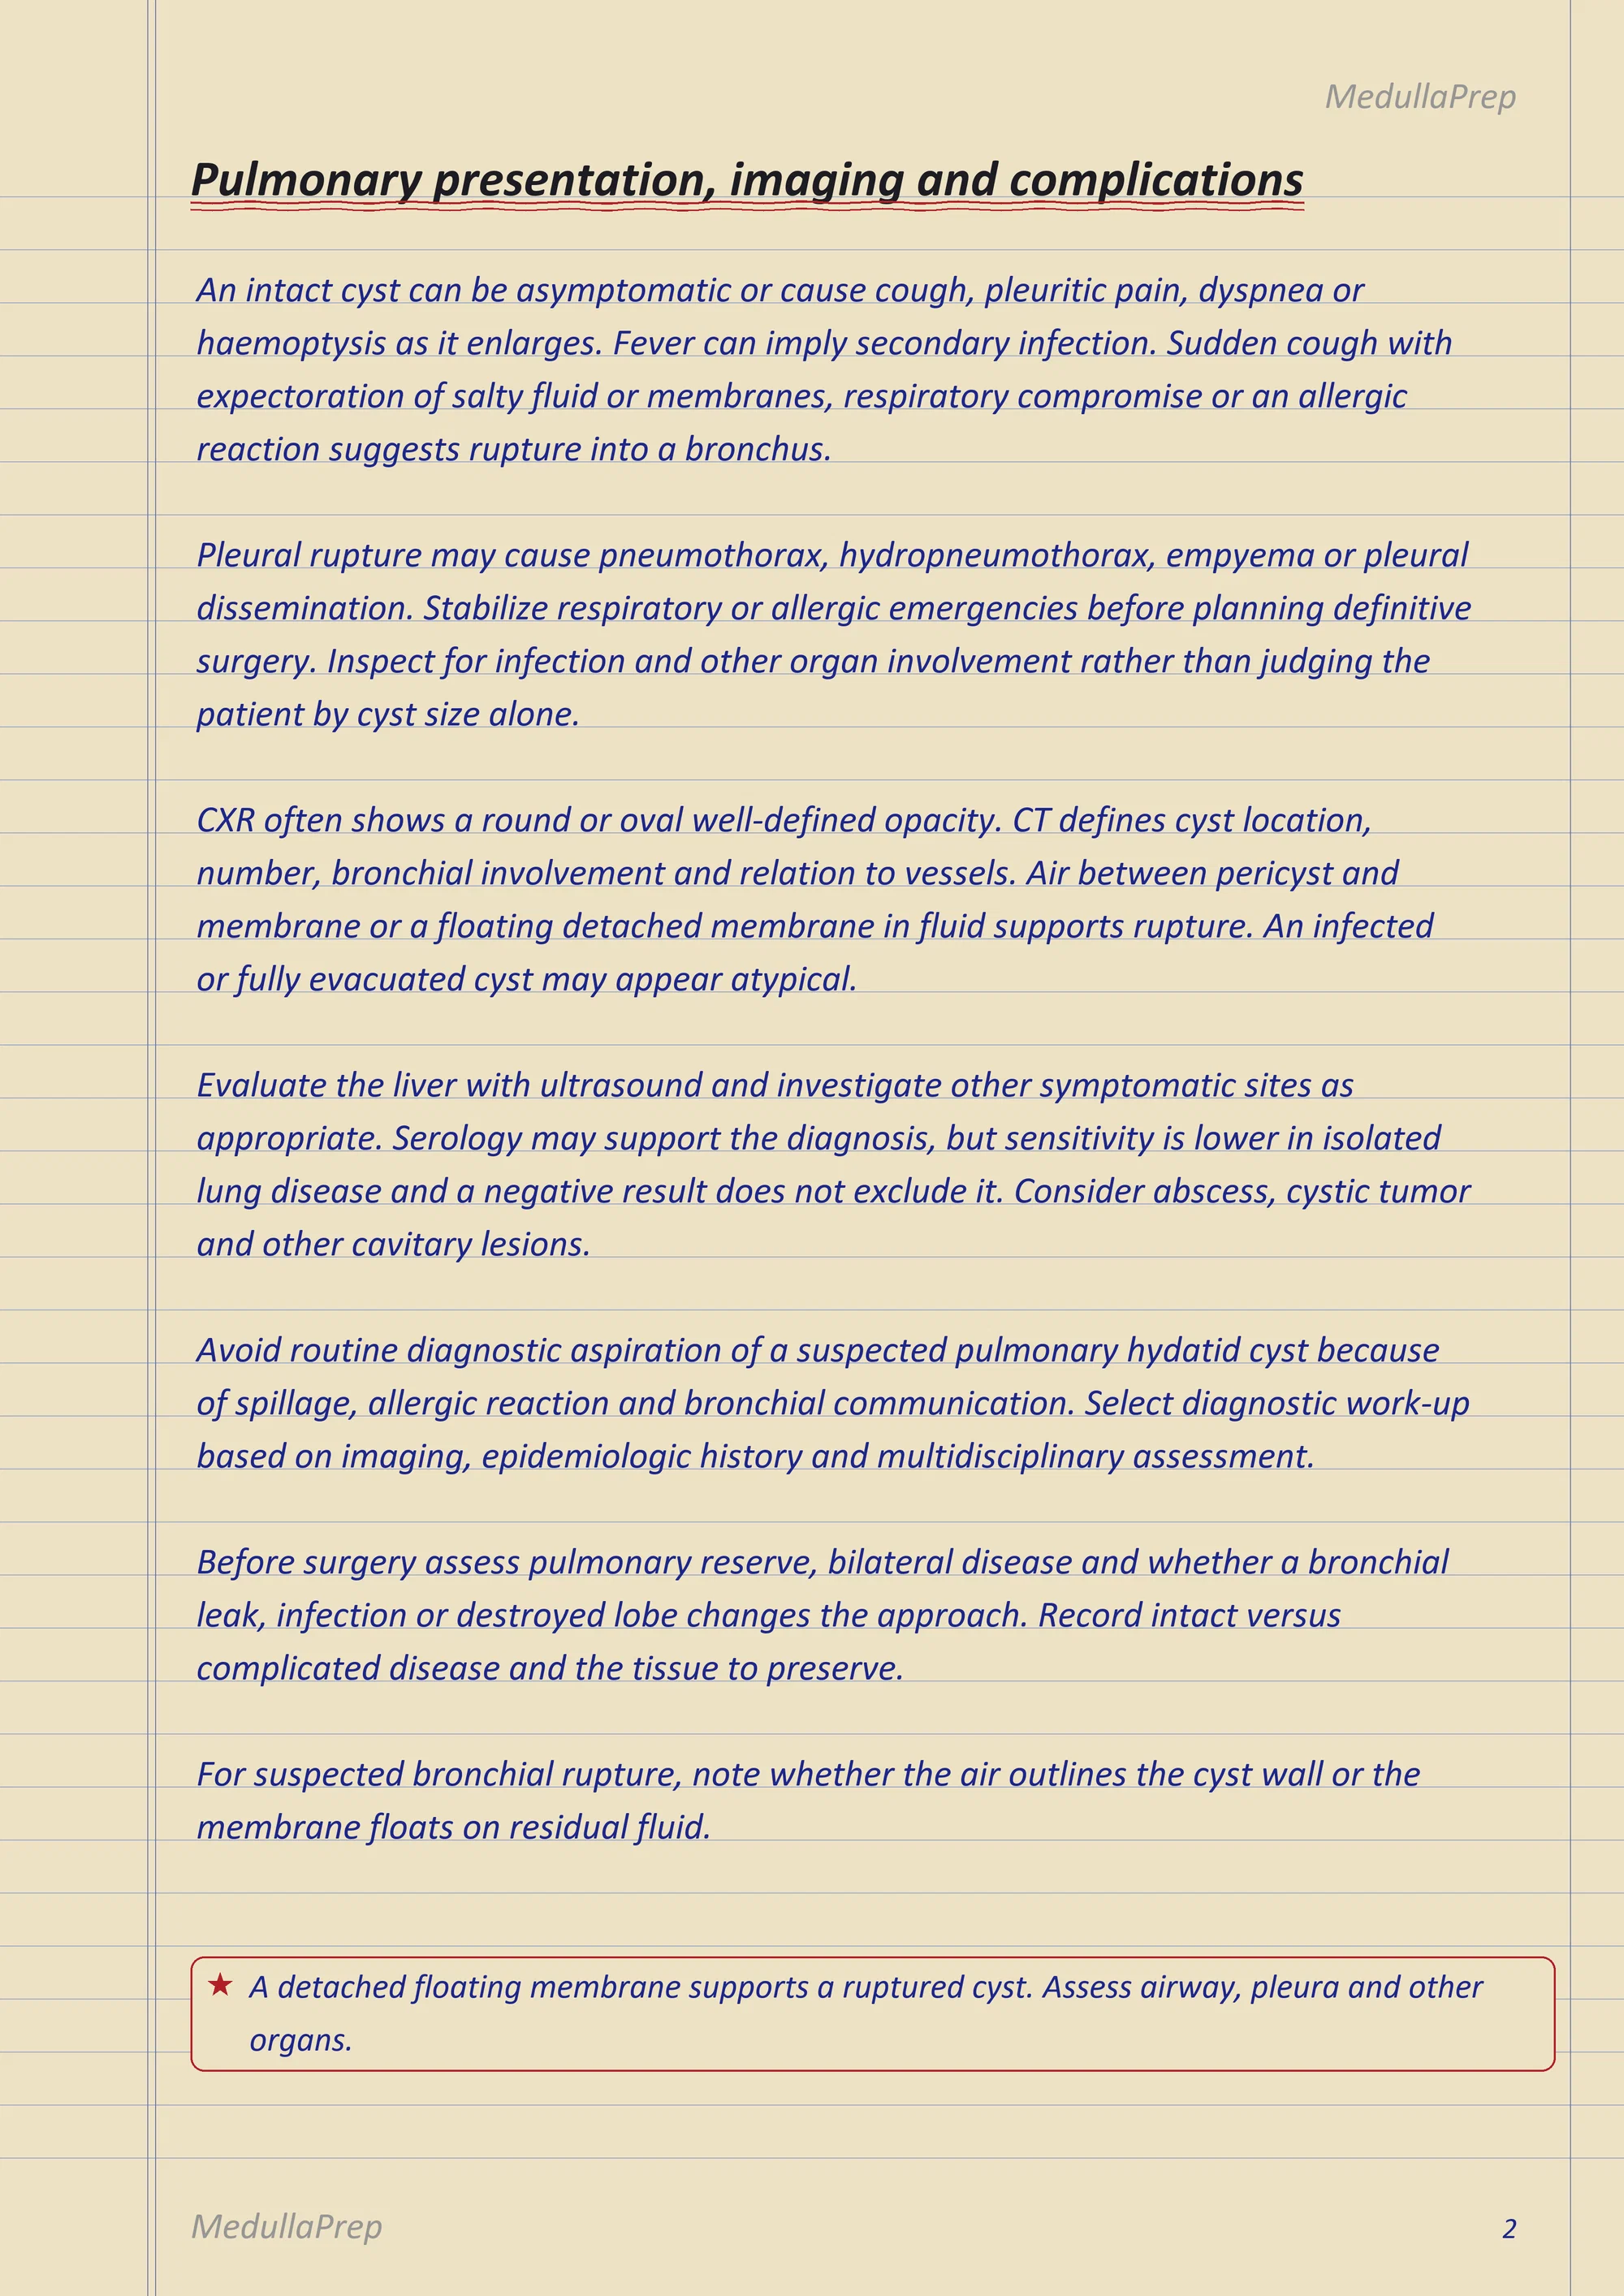 MedullaPrep
Pulmonary presentation, imaging and complications
An intact cyst can be asymptomatic or cause cough, pleuritic pain, dyspnea or
haemoptysis as it enlarges. Fever can imply secondary infection. Sudden cough with
expectoration of salty fluid or membranes, respiratory compromise or an allergic
reaction suggests rupture into a bronchus.
Pleural rupture may cause pneumothorax, hydropneumothorax, empyema or pleural
dissemination. Stabilize respiratory or allergic emergencies before planning definitive
surgery. Inspect for infection and other organ involvement rather than judging the
patient by cyst size alone.
CXR often shows a round or oval well-defined opacity. CT defines cyst location,
number, bronchial involvement and relation to vessels. Air between pericyst and
membrane or a floating detached membrane in fluid supports rupture. An infected
or fully evacuated cyst may appear atypical.
Evaluate the liver with ultrasound and investigate other symptomatic sites as
appropriate. Serology may support the diagnosis, but sensitivity is lower in isolated
lung disease and a negative result does not exclude it. Consider abscess, cystic tumor
and other cavitary lesions.
Avoid routine diagnostic aspiration of a suspected pulmonary hydatid cyst because
of spillage, allergic reaction and bronchial communication. Select diagnostic work-up
based on imaging, epidemiologic history and multidisciplinary assessment.
Before surgery assess pulmonary reserve, bilateral disease and whether a bronchial
leak, infection or destroyed lobe changes the approach. Record intact versus
complicated disease and the tissue to preserve.
For suspected bronchial rupture, note whether the air outlines the cyst wall or the
membrane floats on residual fluid.
★ A detached floating membrane supports a ruptured cyst. Assess airway, pleura and other
organs.
MedullaPrep
2